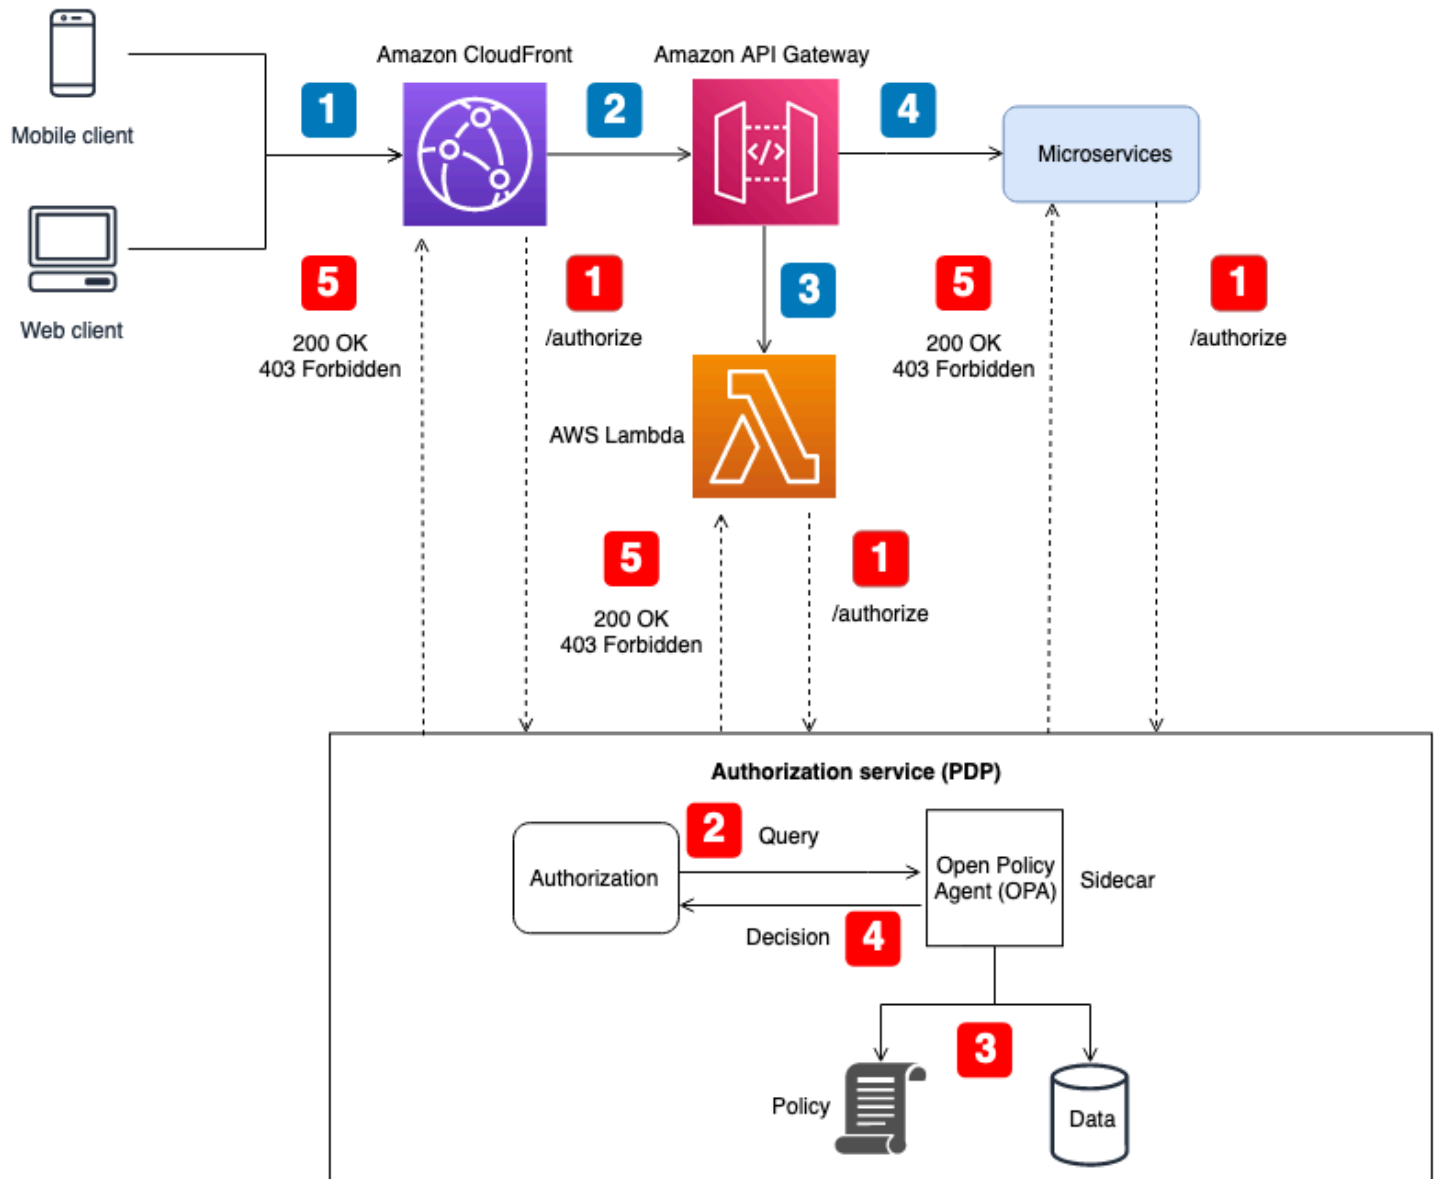 Amazon CloudFront
Amazon API Gateway
1
2
4
Mobile client
Microservices
</>
5
1
3
5
1
Web client
200 OK
403 Forbidden
/authorize
200 OK
403 Forbidden
/authorize
AWS Lambda
5
1
200 OK
403 Forbidden
/authorize
Authorization service (PDP)
2
Query
Authorization
Open Policy
Agent (OPA)
Sidecar
Decision
4
3
Policy
Data